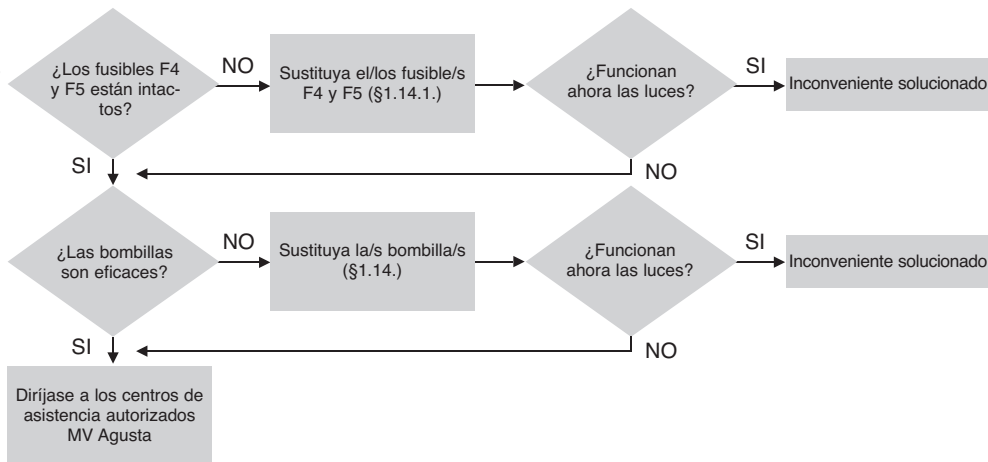 ¿Los fusibles F4
y F5 están intac-
tos?
NO
Sustituya el/los fusible/s
F4 y F5 (§1.14.1.)
¿Funcionan
ahora las luces?
SI
Inconveniente solucionado
SI
NO
¿Las bombillas
son eficaces?
NO
Sustituya la/s bombilla/s
(§1.14.)
¿Funcionan
ahora las luces?
SI
Inconveniente solucionado
SI
NO
Diríjase a los centros de
asistencia autorizados
MV Agusta